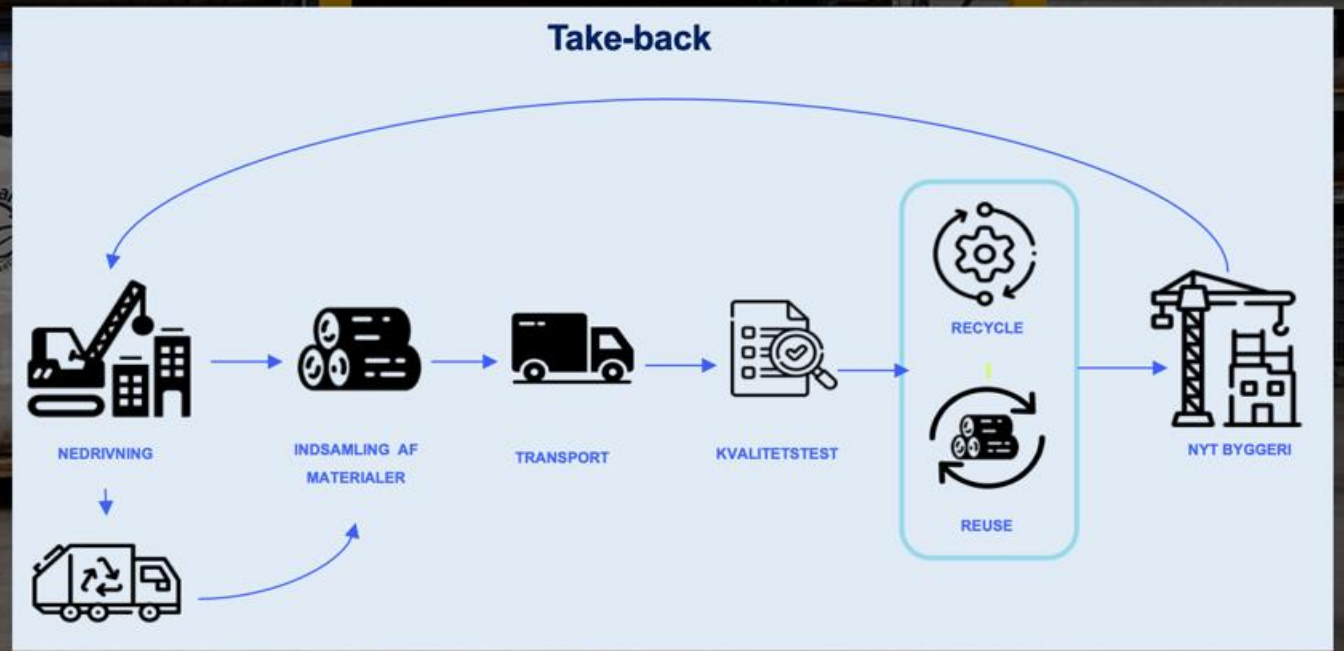 Take-back
RECYCLE
NEDRIVNING
INDSAMLING AF
MATERIALER
TRANSPORT
KVALITETSTEST
REUSE
NYT BYGGERI